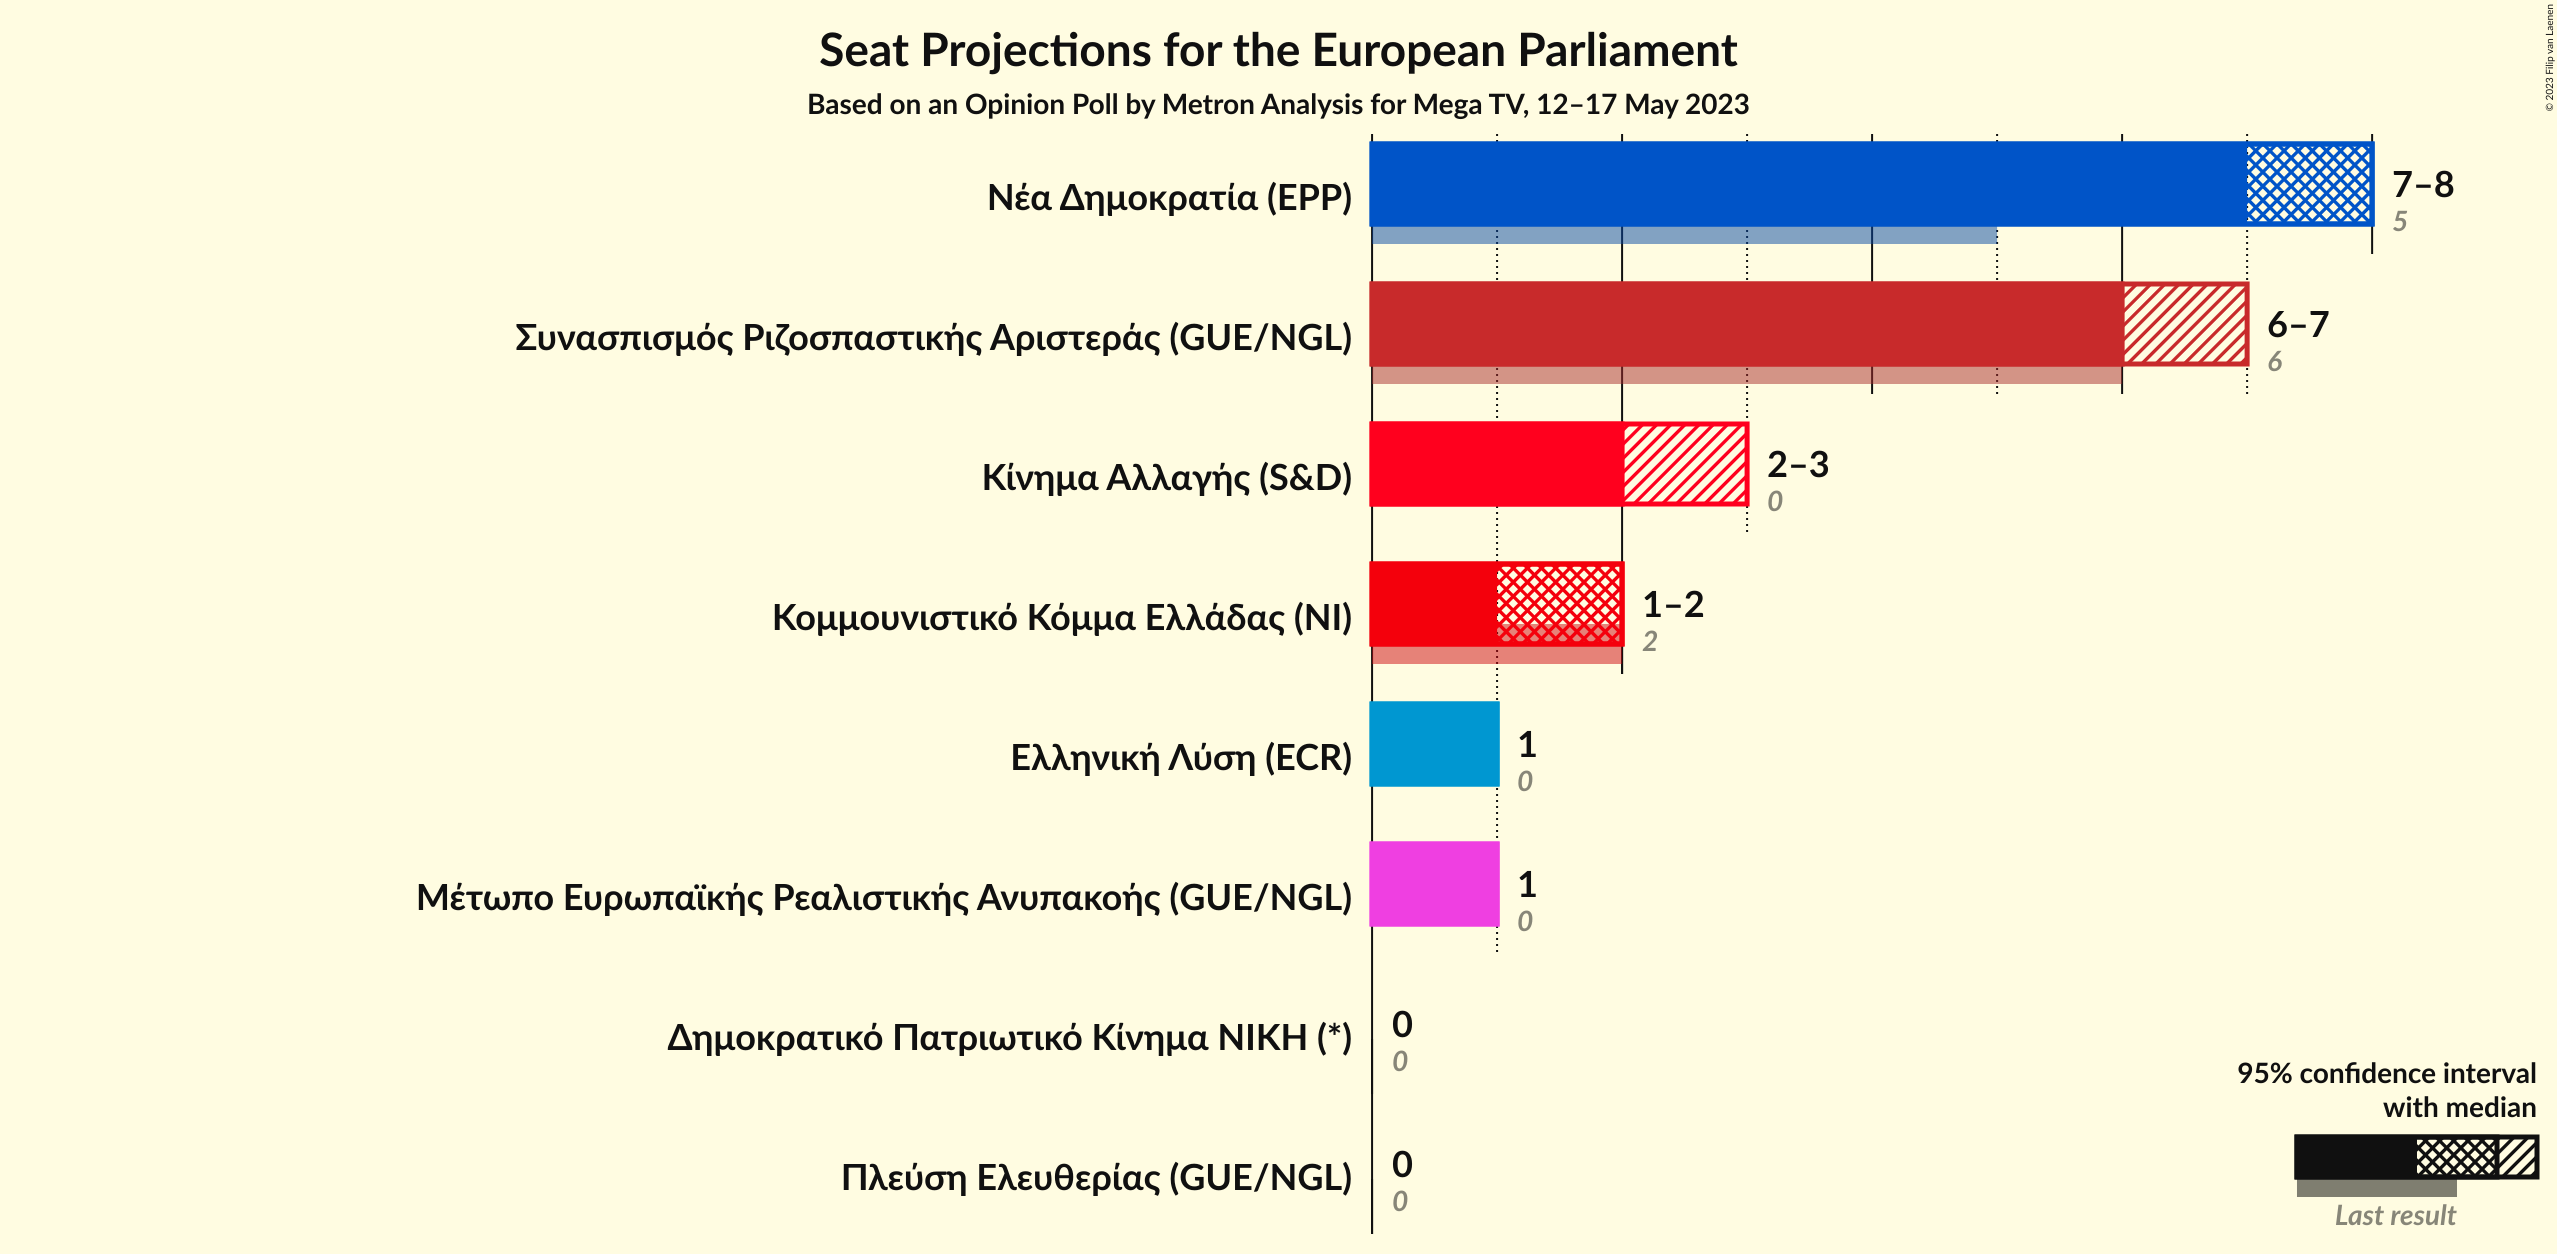 Seat Projections for the European Parliament
Based on an Opinion Poll by Metron Analysis for Mega TV, 12–17 May 2023
© 2023 Filip van Laenen
Νέα Δημοκρατία (EPP)
7–8
5
Συνασπισμός Ριζοσπαστικής Αριστεράς (GUE/NGL)
6–7
6
Κίνημα Αλλαγής (S&D)
2–3
0
Κομμουνιστικό Κόμμα Ελλάδας (NI)
1–2
2
Ελληνική Λύση (ECR)
1
0
Μέτωπο Ευρωπαϊκής Ρεαλιστικής Ανυπακοής (GUE/NGL)
1
0
Δημοκρατικό Πατριωτικό Κίνημα ΝΙΚΗ (*)
0
0
Πλεύση Ελευθερίας (GUE/NGL)
0
0
95% confidence interval
with median
Last result